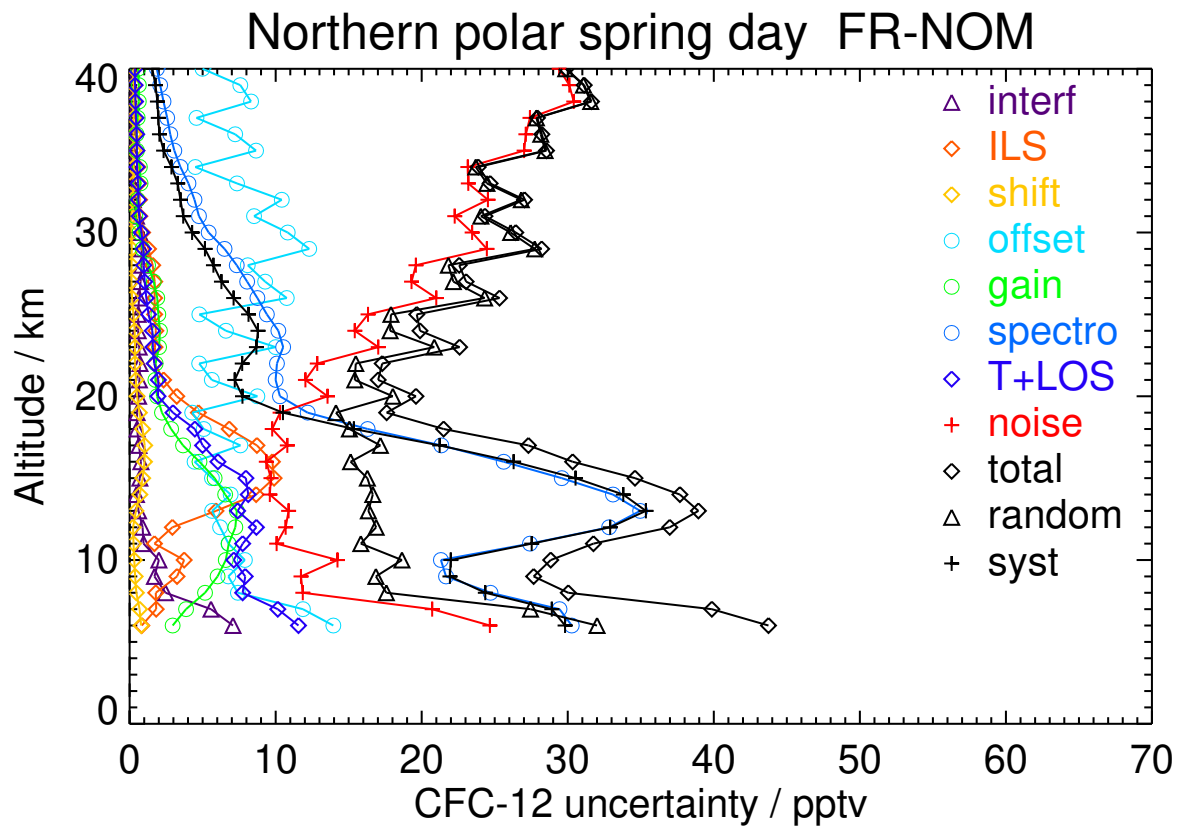 Northern polar spring day FR-NOM
40
30
20
10
0
Altitude / km
interf
ILS
shift
offset
gain
spectro
T+LOS
noise
total
random
syst
0 10 20 30 40 50 60 70
CFC-12 uncertainty / pptv